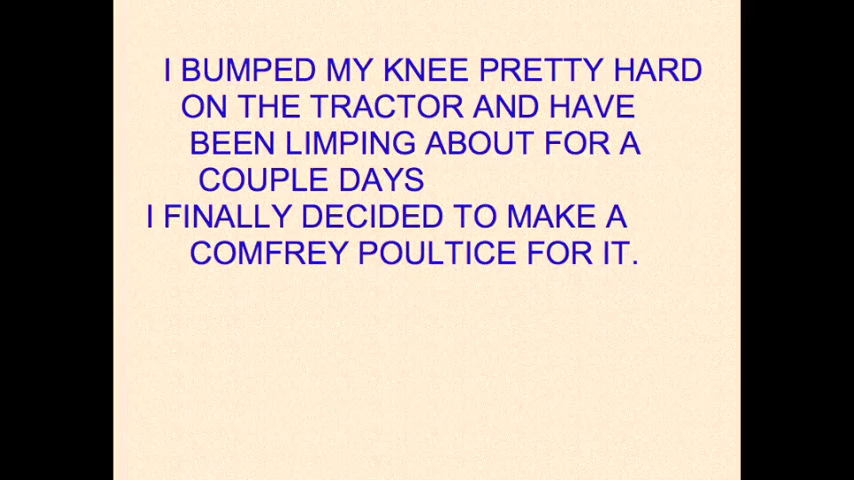 I BUMPED MY KNEE PRETTY HARD
ON THE TRACTOR AND HAVE
BEEN LIMPING ABOUT FOR A
COUPLE DAYS
I FINALLY DECIDED TO MAKE A
COMFREY POULTICE FOR IT.